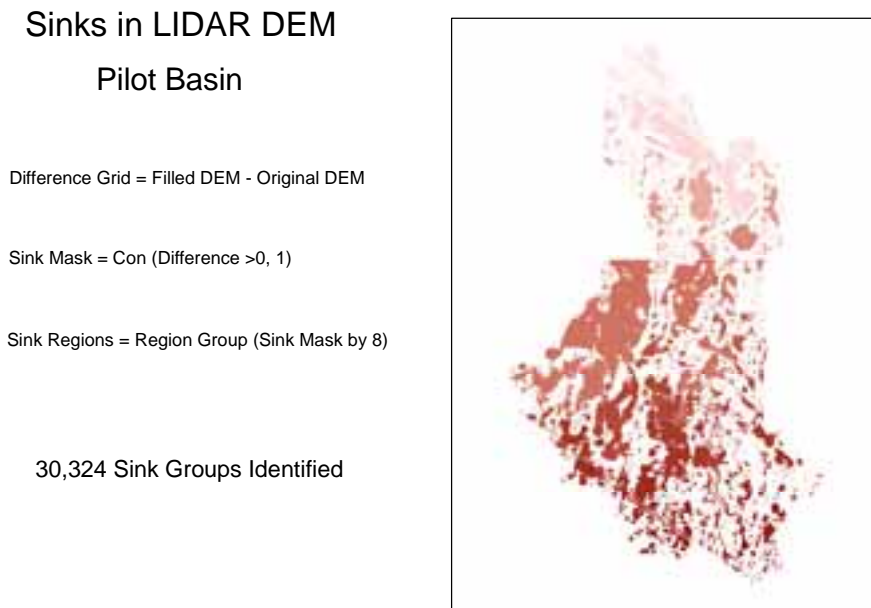 Sinks in LIDAR DEM
Pilot Basin
Difference Grid = Filled DEM - Original DEM
Sink Mask = Con (Difference >0, 1)
Sink Regions = Region Group (Sink Mask by 8)
30,324 Sink Groups Identified